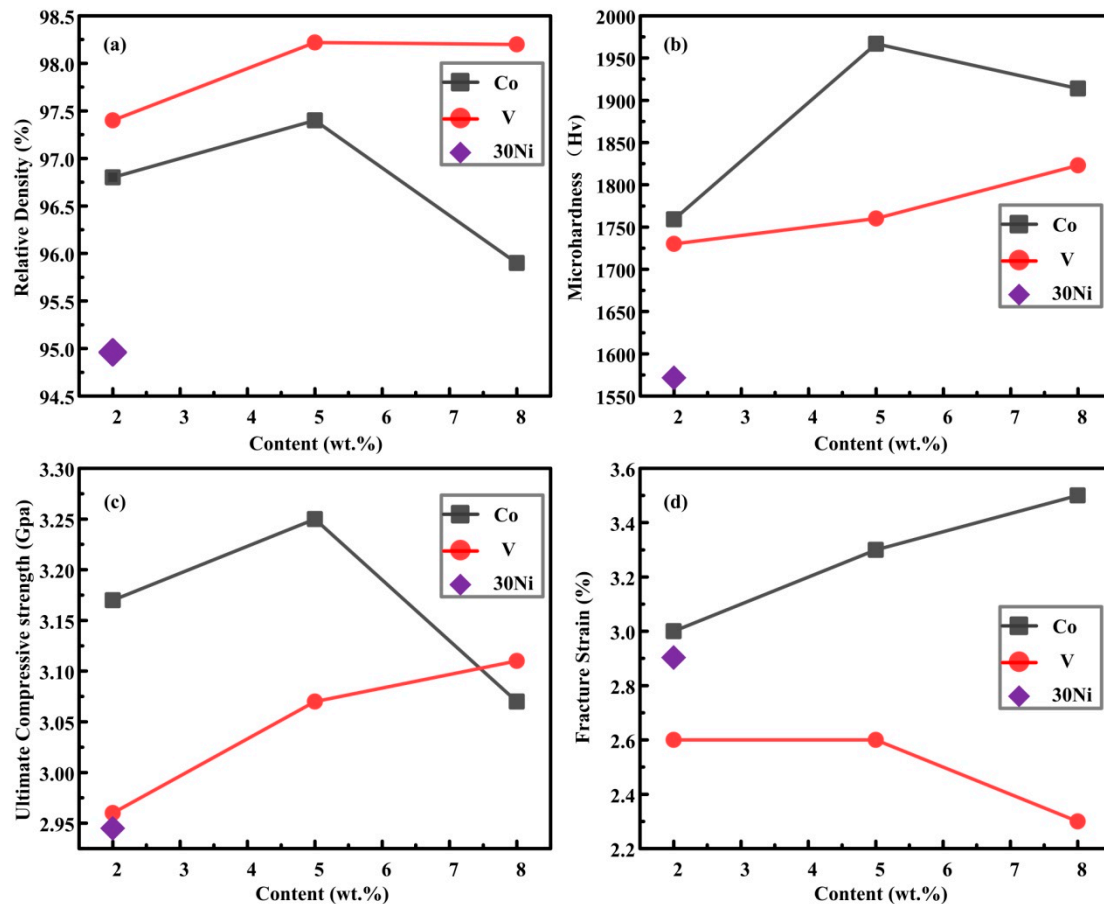 (a)
Co
V
30Ni
98.5
98.0
97.5
97.0
96.5
96.0
95.5
95.0
94.5
Relative Density (%)
2 3 4 5 6 7 8
Content (wt.%)
(b)
Co
V
30Ni
2000
1950
1900
1850
1800
1750
1700
1650
1600
1550
Microhardness (Hv)
2 3 4 5 6 7 8
Content (wt.%)
(c)
Co
V
30Ni
3.30
3.25
3.20
3.15
3.10
3.05
3.00
2.95
Ultimate Compressive strength (Gpa)
2 3 4 5 6 7 8
Content (wt.%)
(d)
Co
V
30Ni
3.6
3.4
3.2
3.0
2.8
2.6
2.4
2.2
Fracture Strain (%)
2 3 4 5 6 7 8
Content (wt.%)